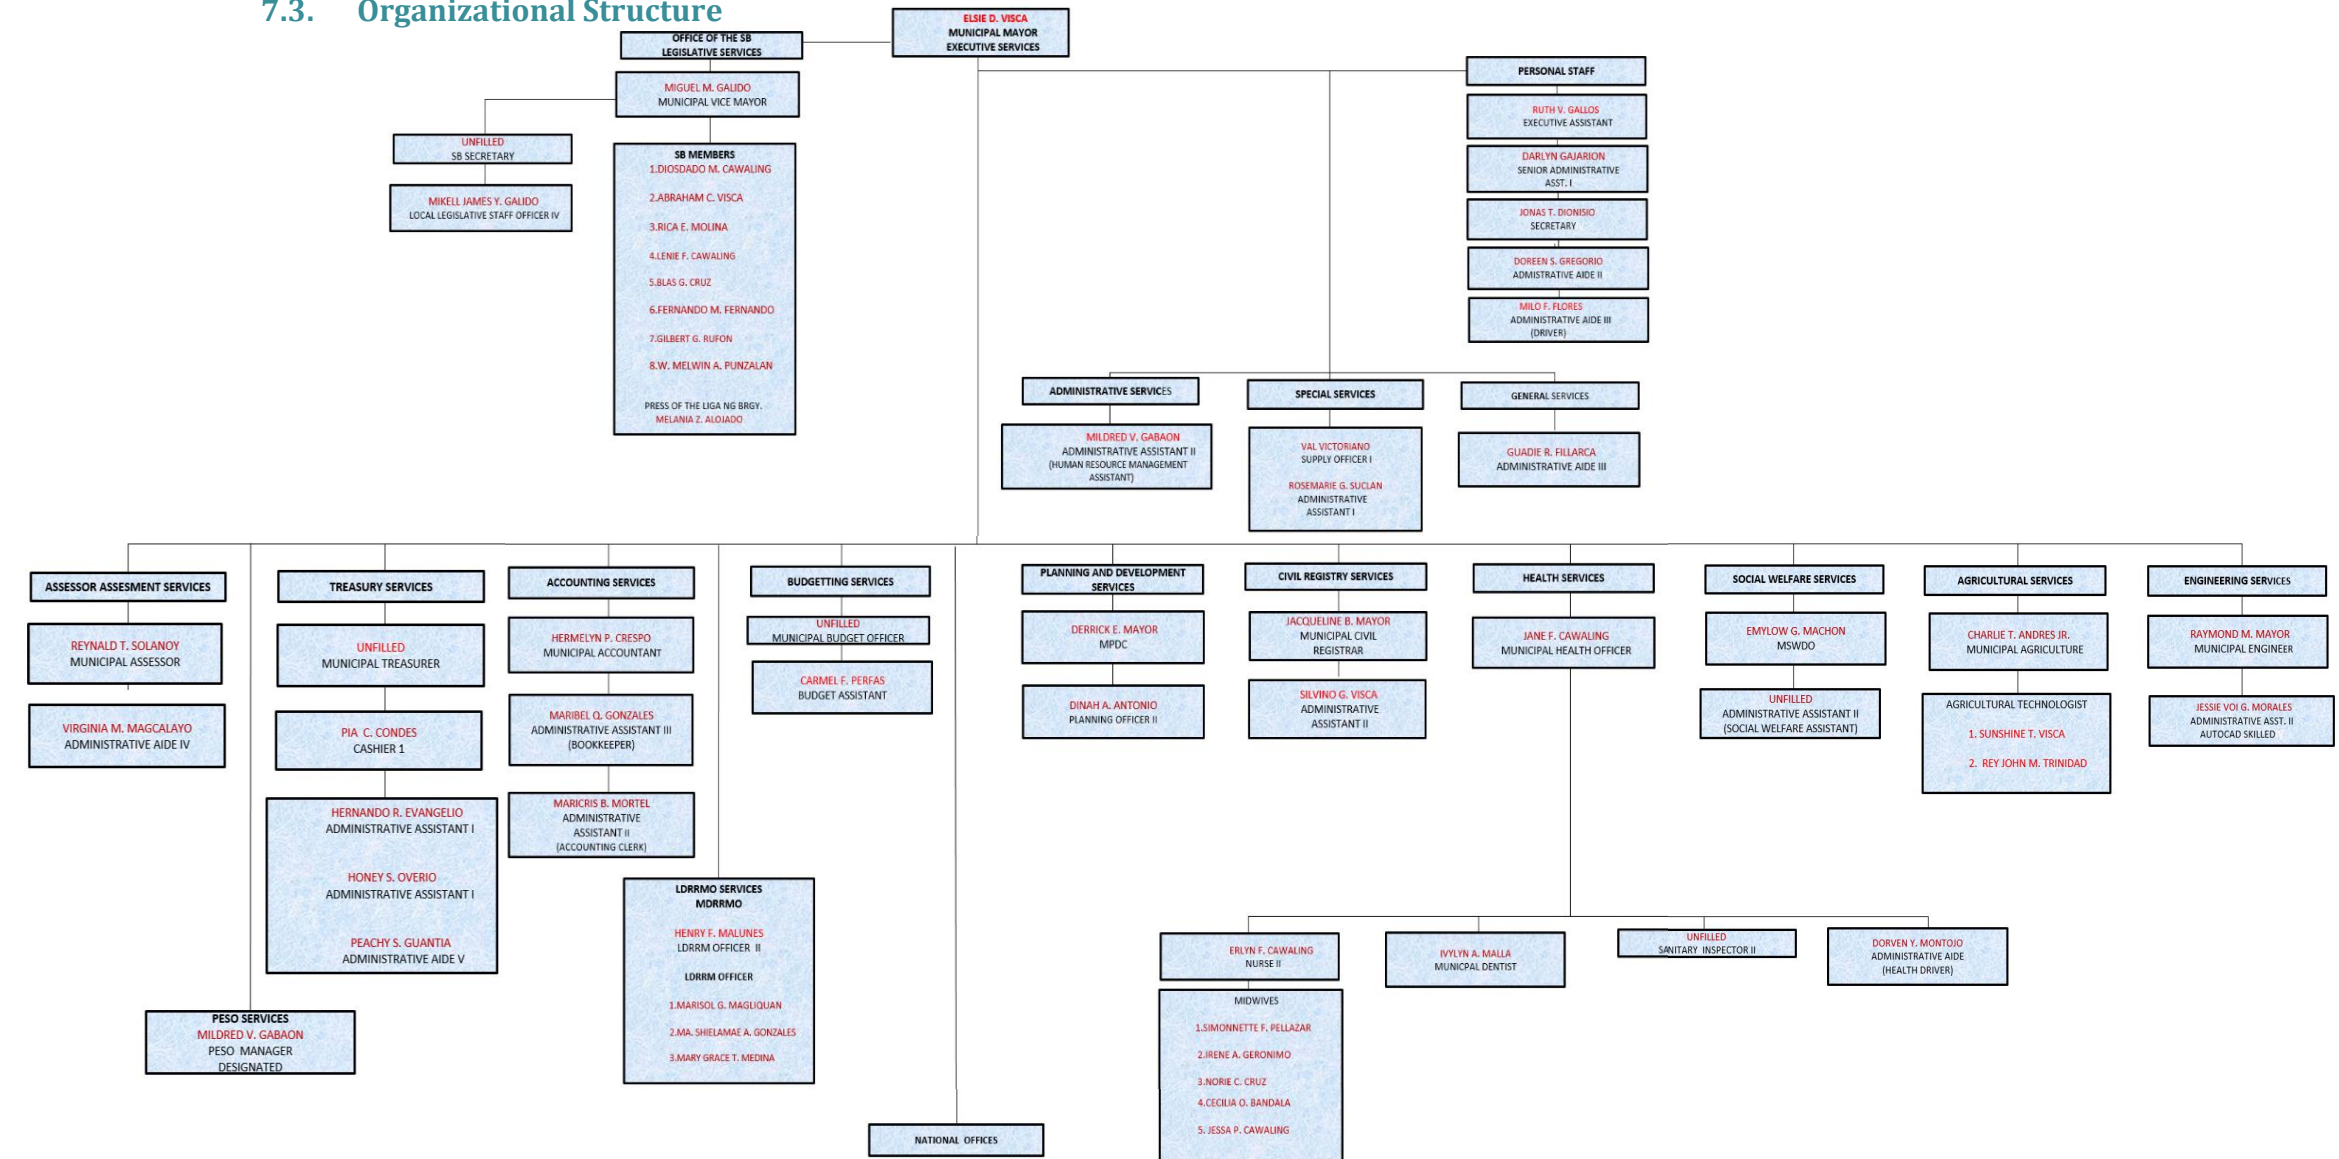 7.3. Organizational Structure
ELSIE D. VISCA
MUNICIPAL MAYOR
EXECUTIVE SERVICES
OFFICE OF THE SB
LEGISLATIVE SERVICES
MIGUEL M. GALIDO
MUNICIPAL VICE MAYOR
UNFILLED
SB SECRETARY
MIKELL JAMES Y. GALIDO
LOCAL LEGISLATIVE STAFF OFFICER IV
SB MEMBERS
1.DIOSDADO M. CAWALING
2.ABRAHAM C. VISCA
3.RICA E. MOLINA
4.LENIE F. CAWALING
5.BLAS G. CRUZ
6.FERNANDO M. FERNANDO
7.GILBERT G. RUFON
8.W. MELWIN A. PUNZALAN
PRESS OF THE LIGA NG BRGY.
MELANIA Z. ALOJADO
PERSONAL STAFF
RUTH V. GALLOS
EXECUTIVE ASSISTANT
DARLYN GAJARION
SENIOR ADMINISTRATIVE
ASST. I
JONAS T. DIONISIO
SECRETARY
DOREEN S. GREGORIO
ADMISTRATIVE AIDE II
MILO F. FLORES
ADMINISTRATIVE AIDE III
(DRIVER)
ADMINISTRATIVE SERVICES
MILDRED V. GABAON
ADMINISTRATIVE ASSISTANT II
(HUMAN RESOURCE MANAGEMENT
ASSISTANT)
SPECIAL SERVICES
VAL VICTORIANO
SUPPLY OFFICER I
ROSEMARIE G. SUCLAN
ADMINISTRATIVE
ASSISTANT I
GENERAL SERVICES
GUADIE R. FILLARCA
ADMINISTRATIVE AIDE III
ASSESSOR ASSESMENT SERVICES
REYNALD T. SOLANOY
MUNICIPAL ASSESSOR
VIRGINIA M. MAGCALAYO
ADMINISTRATIVE AIDE IV
PESO SERVICES
MILDRED V. GABAON
PESO MANAGER
DESIGNATED
TREASURY SERVICES
UNFILLED
MUNICIPAL TREASURER
PIA C. CONDES
CASHIER 1
HERNANDO R. EVANGELIO
ADMINISTRATIVE ASSISTANT I
HONEY S. OVERIO
ADMINISTRATIVE ASSISTANT I
PEACHY S. GUANTIA
ADMINISTRATIVE AIDE V
ACCOUNTING SERVICES
HERMELYN P. CRESPO
MUNICIPAL ACCOUNTANT
MARIBEL Q. GONZALES
ADMINISTRATIVE ASSISTANT III
(BOOKKEEPER)
MARICRIS B. MORTEL
ADMINISTRATIVE
ASSISTANT II
(ACCOUNTING CLERK)
LDRRMO SERVICES
MDRRMO
HENRY F. MALUNES
LDRRM OFFICER II
LDRRM OFFICER
1.MARISOL G. MAGLIQUAN
2.MA. SHIELAMAE A. GONZALES
3.MARY GRACE T. MEDINA
BUDGETTING SERVICES
UNFILLED
MUNICIPAL BUDGET OFFICER
CARMEL F. PERFAS
BUDGET ASSISTANT
NATIONAL OFFICES
PLANNING AND DEVELOPMENT
SERVICES
DERRICK E. MAYOR
MPDC
DINAH A. ANTONIO
PLANNING OFFICER II
CIVIL REGISTRY SERVICES
JACQUELINE B. MAYOR
MUNICIPAL CIVIL
REGISTRAR
SILVINO G. VISCA
ADMINISTRATIVE
ASSISTANT II
HEALTH SERVICES
JANE F. CAWALING
MUNICIPAL HEALTH OFFICER
ERLYN F. CAWALING
NURSE II
MIDWIVES
1.SIMONNETTE F. PELLAZAR
2.IRENE A. GERONIMO
3.NORIE C. CRUZ
4.CECILIA O. BANDALA
5. JESSA P. CAWALING
IVYLYN A. MALLA
MUNICPAL DENTIST
UNFILLED
SANITARY INSPECTOR II
DORVEN Y. MONTOJO
ADMINISTRATIVE AIDE
(HEALTH DRIVER)
SOCIAL WELFARE SERVICES
EMYLOW G. MACHON
MSWDO
UNFILLED
ADMINISTRATIVE ASSISTANT II
(SOCIAL WELFARE ASSISTANT)
AGRICULTURAL SERVICES
CHARLIE T. ANDRES JR.
MUNICIPAL AGRICULTURE
AGRICULTURAL TECHNOLOGIST
1. SUNSHINE T. VISCA
2. REY JOHN M. TRINIDAD
ENGINEERING SERVICES
RAYMOND M. MAYOR
MUNICIPAL ENGINEER
JESSIE VOI G. MORALES
ADMINISTRATIVE ASST. II
AUTOCAD SKILLED